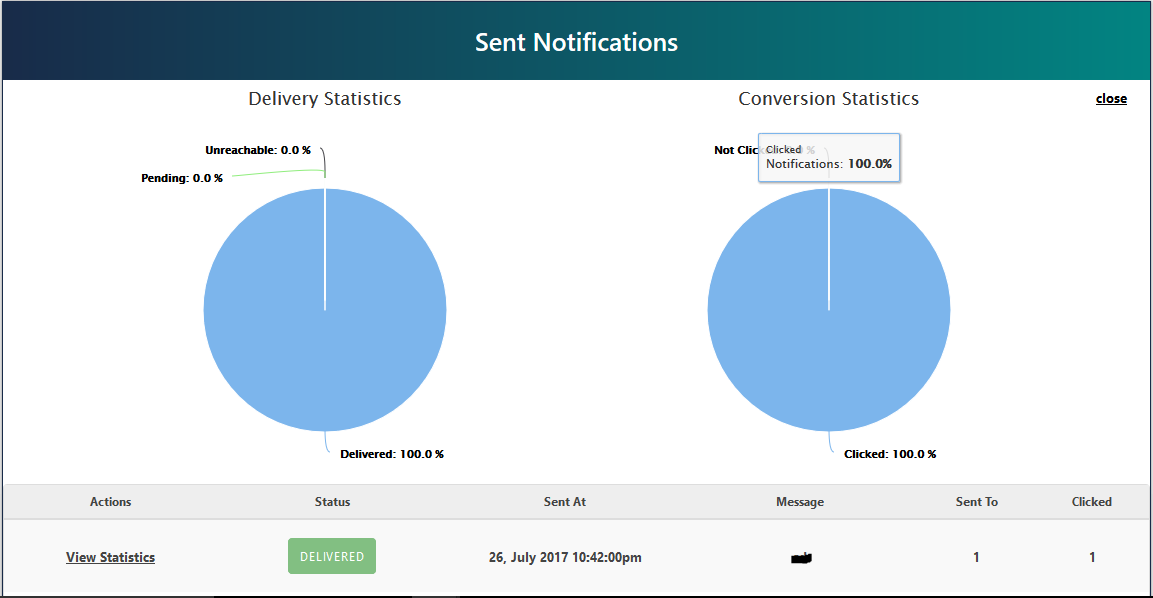 Sent Notifications
Delivery Statistics
Conversion Statistics
close
Unreachable: 0.0 %
Pending: 0.0 %
Delivered: 100.0 %
Not Clic
%
Clicked
Notifications: 100.0%
Clicked: 100.0 %
Actions Status Sent At Message Sent To Clicked
View Statistics DELIVERED 26, July 2017 10:42:00pm 1 1